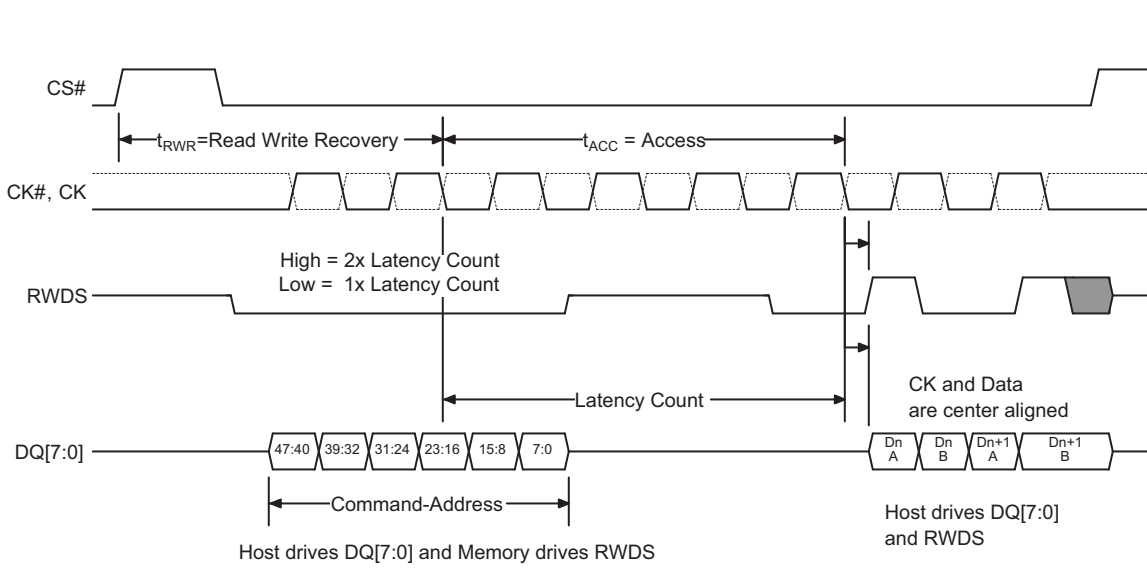 CS#
tRWR=Read Write Recovery
tACC = Access
CK#, CK
High = 2x Latency Count
Low = 1x Latency Count
RWDS
Latency Count
CK and Data
are center aligned
DQ[7:0]
47:40 39:32 31:24 23:16 15:8 7:0
Dn
A
Dn
B
Dn+1
A
Dn+1
B
Command-Address
Host drives DQ[7:0]
and RWDS
Host drives DQ[7:0] and Memory drives RWDS